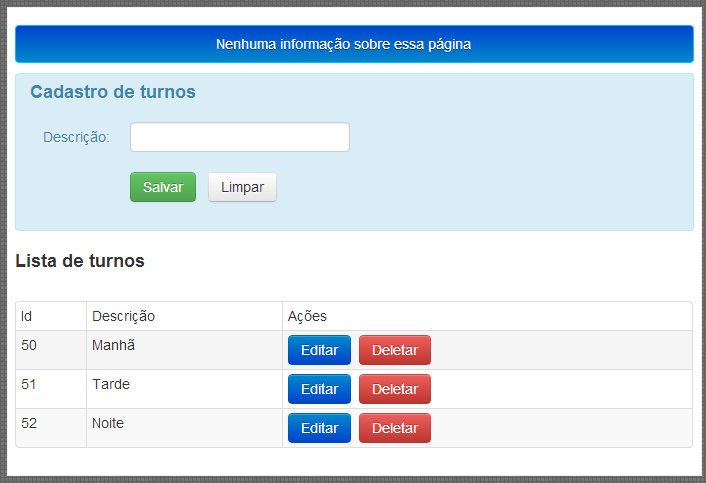 Nenhuma informação sobre essa página
Cadastro de turnos
Descrição:
Salvar Limpar
Lista de turnos
Id Descrição Ações
50 Manhã Editar Deletar
51 Tarde Editar Deletar
52 Noite Editar Deletar